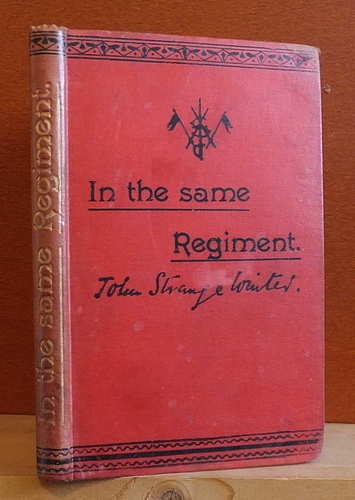 In the same Regiment.
In the same
Regiment.
John Strange Winter.